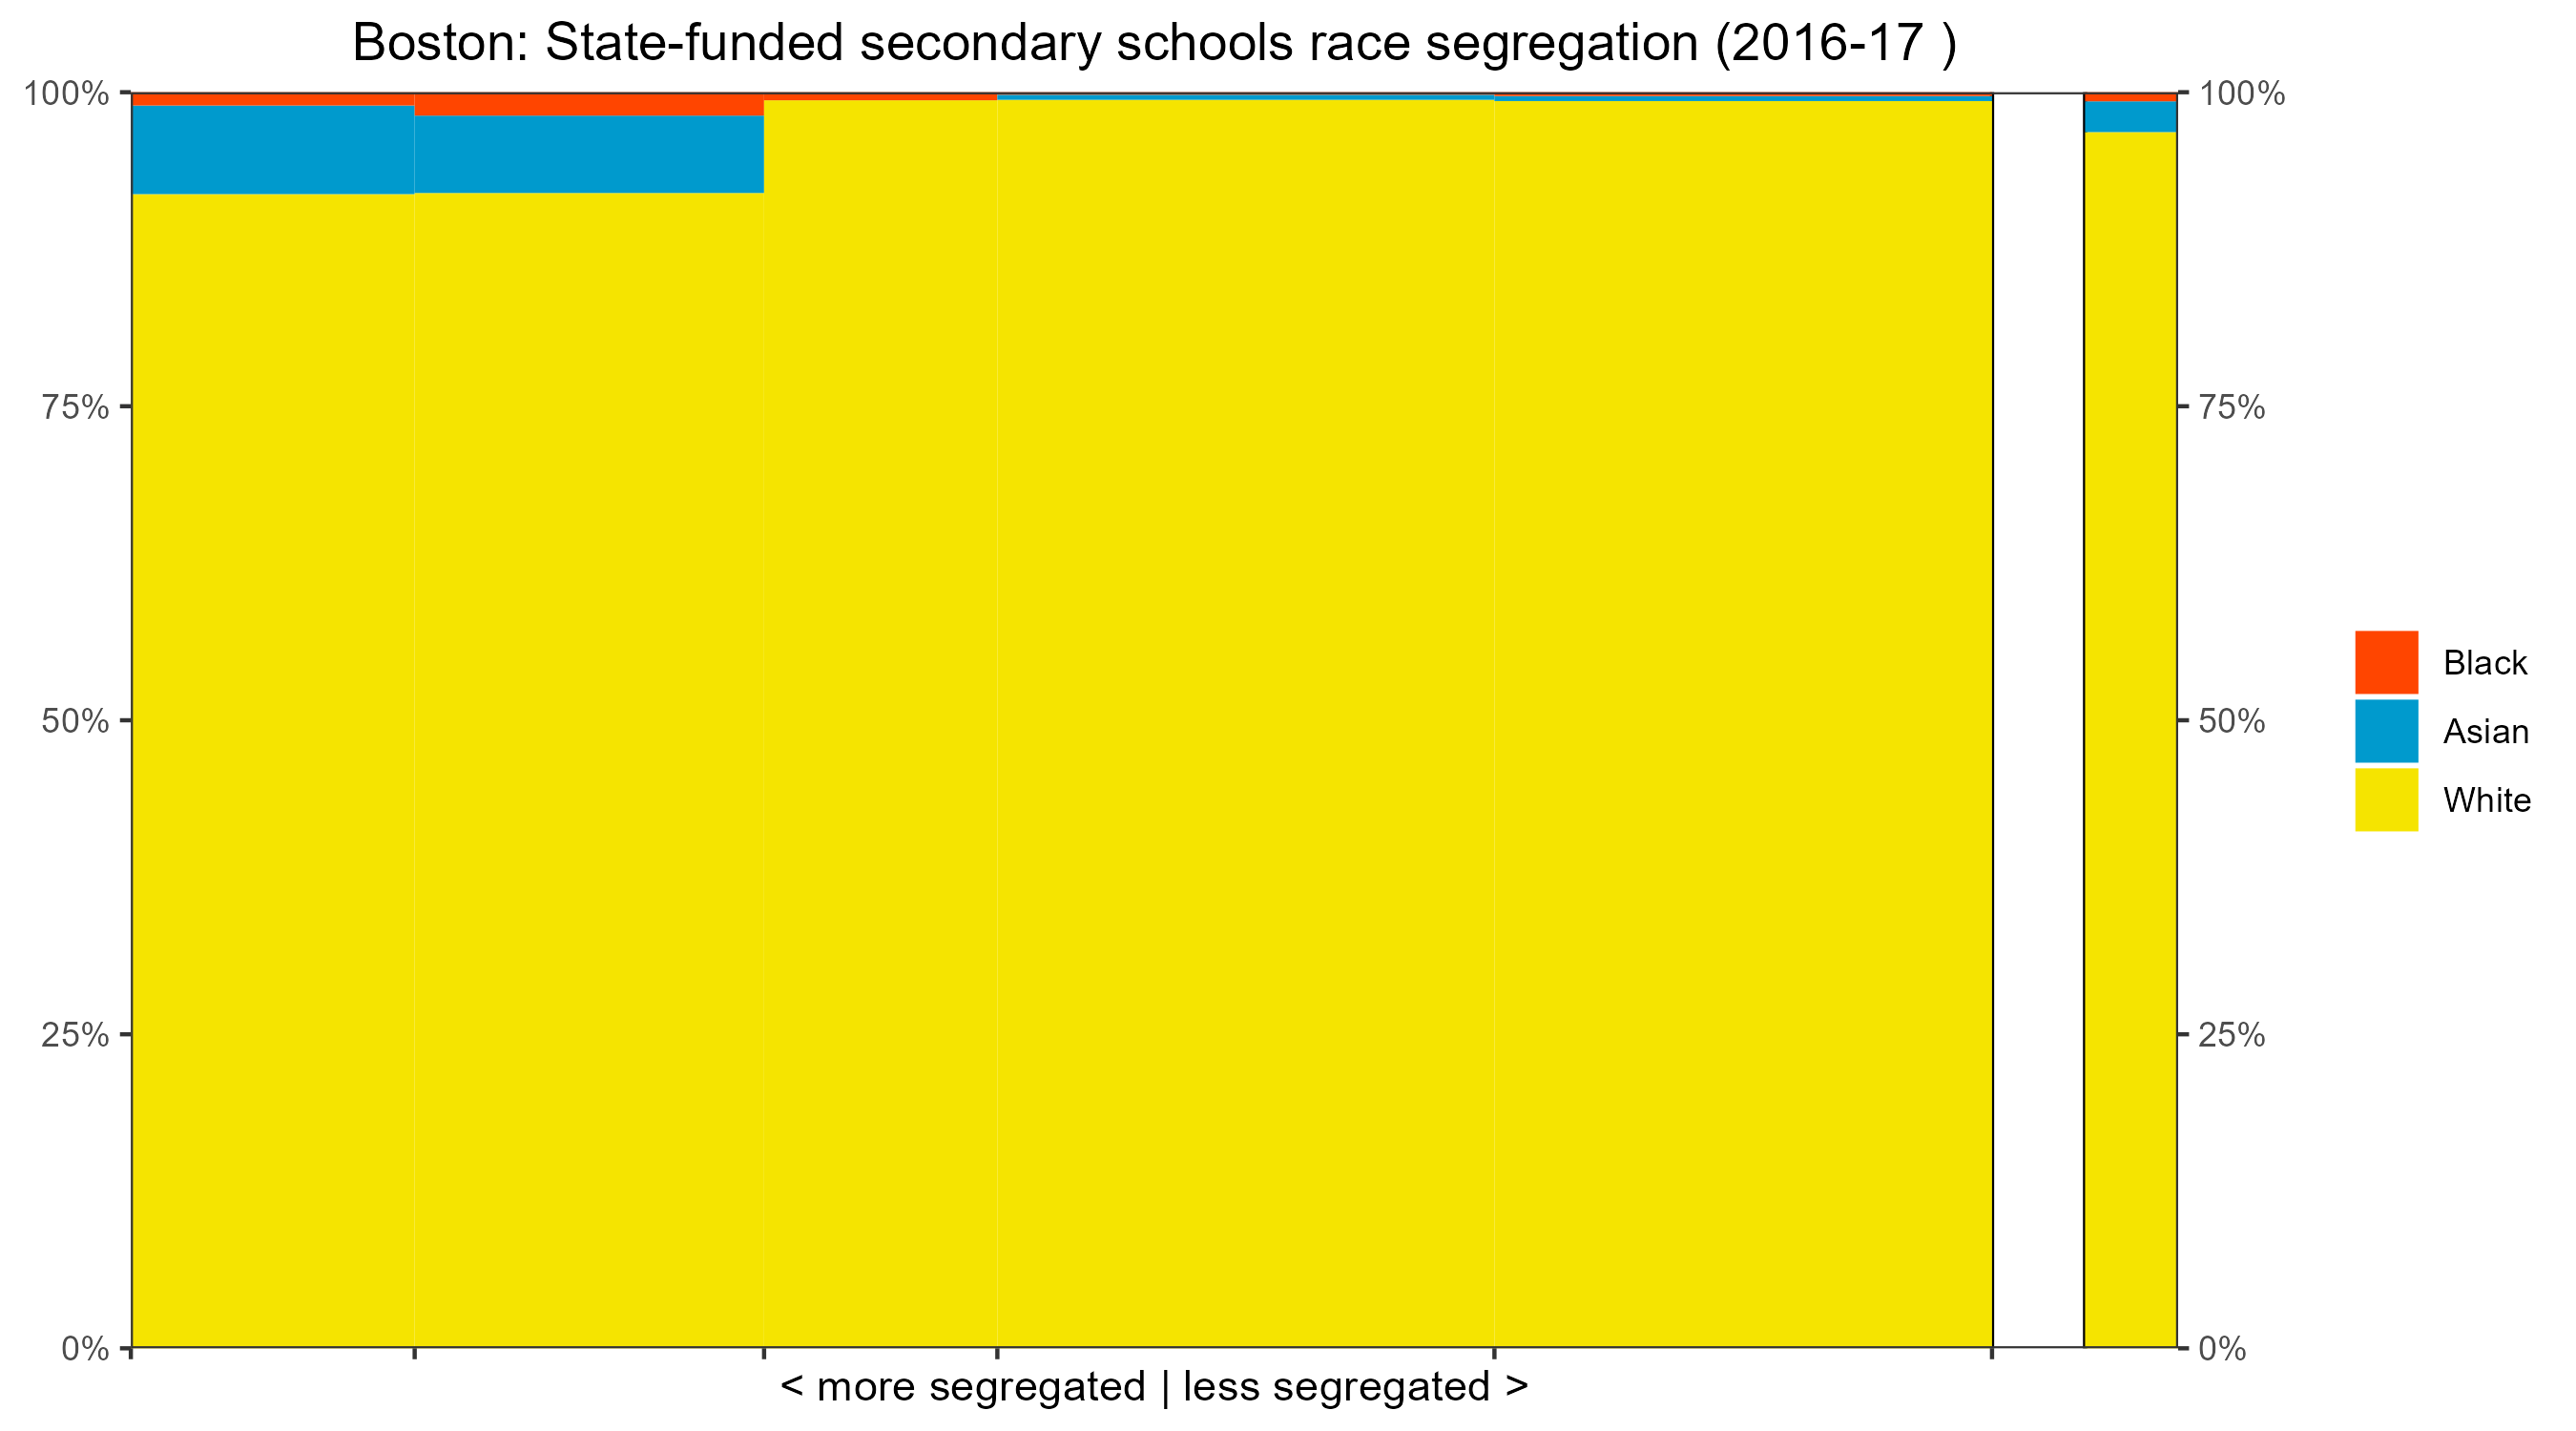 Boston: State-funded secondary schools race segregation (2016-17 )
100%
75%
50%
25%
0%
100%
75%
50%
25%
0%
Black
Asian
White
< more segregated | less segregated >